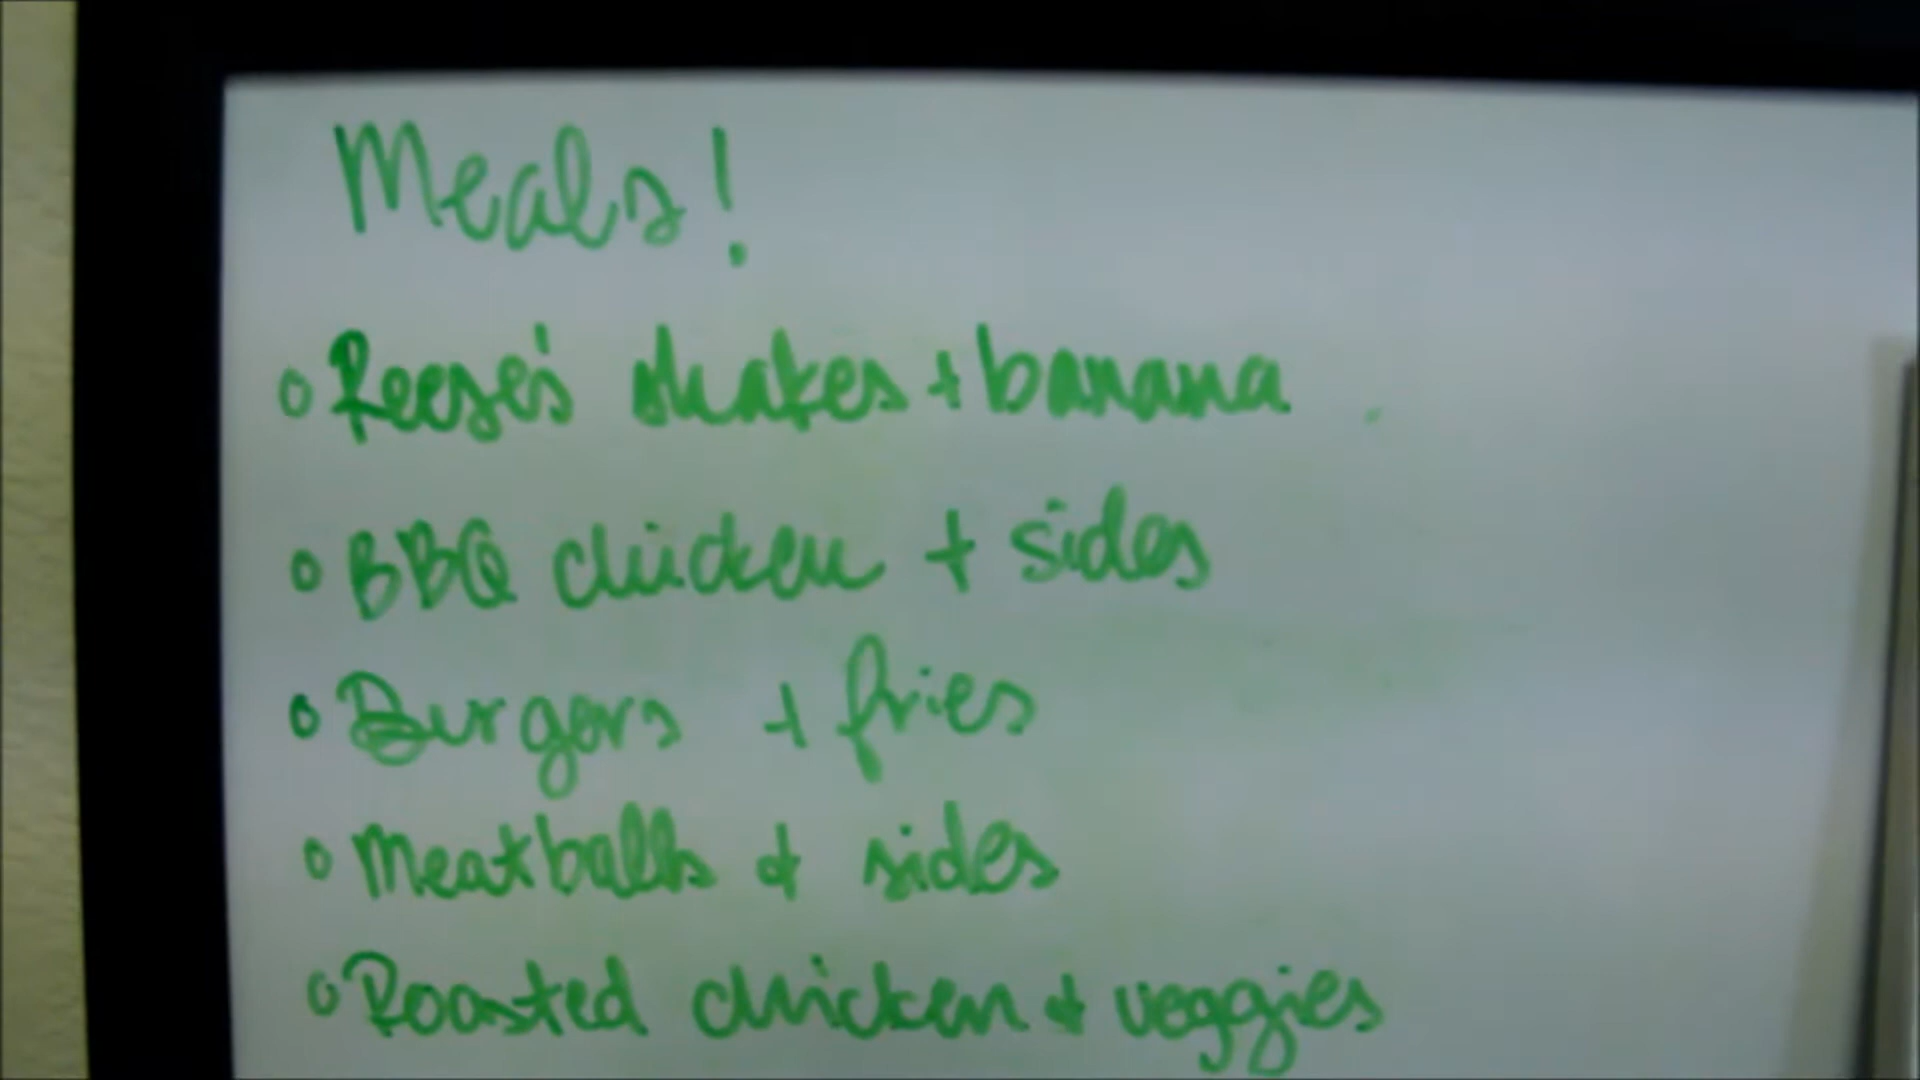 Meals!
Reese's shakes + banana
BBQ chicken + sides
Burgers + fries
Meatballs & sides
Roasted chicken & veggies